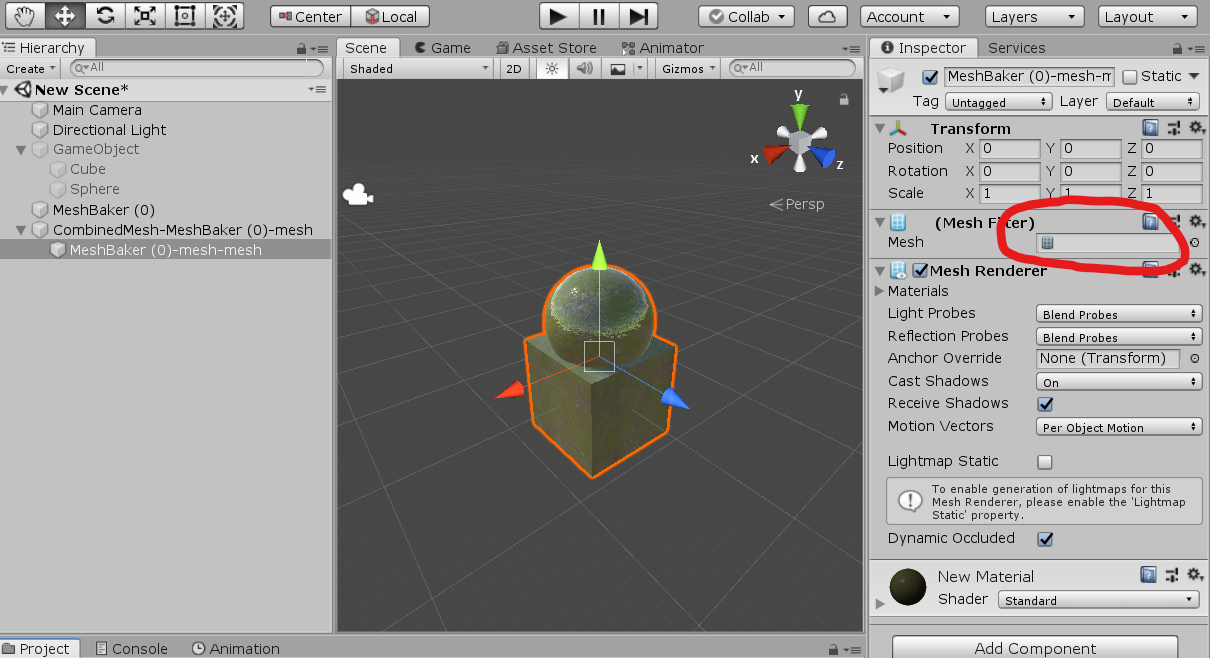 Center Local Collab Account Layers Layout
Hierarchy
Create All
New Scene*
Main Camera
Directional Light
GameObject
Cube
Sphere
MeshBaker (0)
CombinedMesh-MeshBaker (0)-mesh
MeshBaker (0)-mesh-mesh
Scene Game Asset Store Animator
Shaded 2D Gizmos All
y
x
z
Persp
Inspector Services
MeshBaker (0)-mesh-m Static
Tag Untagged Layer Default
Transform
Position X 0 Y 0 Z 0
Rotation X 0 Y 0 Z 0
Scale X 1 Y 1 Z 1
(Mesh Filter)
Mesh
Mesh Renderer
Materials
Light Probes Blend Probes
Reflection Probes Blend Probes
Anchor Override None (Transform)
Cast Shadows On
Receive Shadows
Motion Vectors Per Object Motion
Lightmap Static
To enable generation of lightmaps for this
Mesh Renderer, please enable the 'Lightmap
Static' property.
Dynamic Occluded
New Material
Shader Standard
Add Component
Project Console Animation